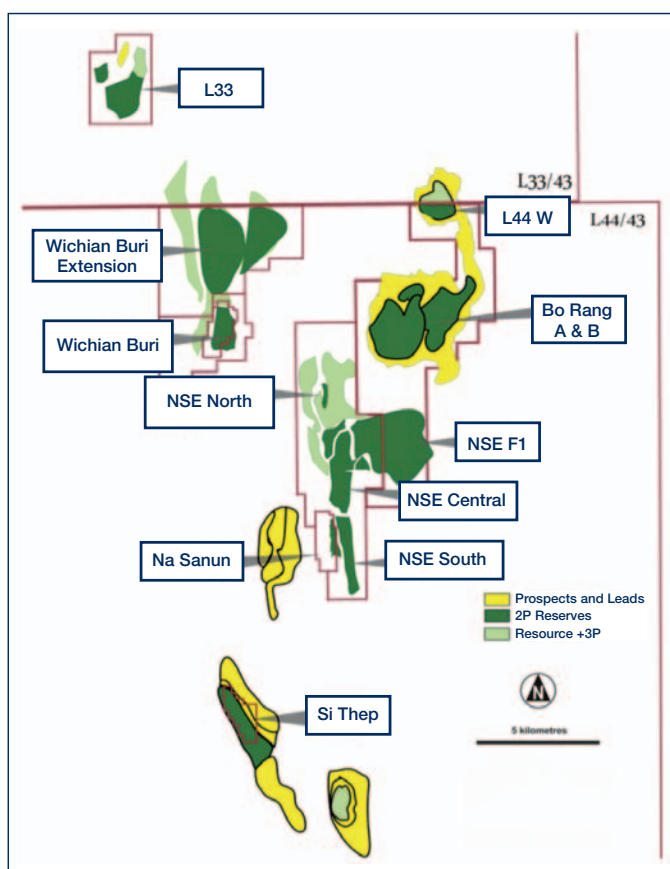 L33
L33/43
L44/43
L44 W
Wichian Buri
Extension
Bo Rang
A & B
Wichian Buri
NSE North
NSE F1
NSE Central
Na Sanun
NSE South
Prospects and Leads
2P Reserves
Resource +3P
N
Si Thep
5 kilometres